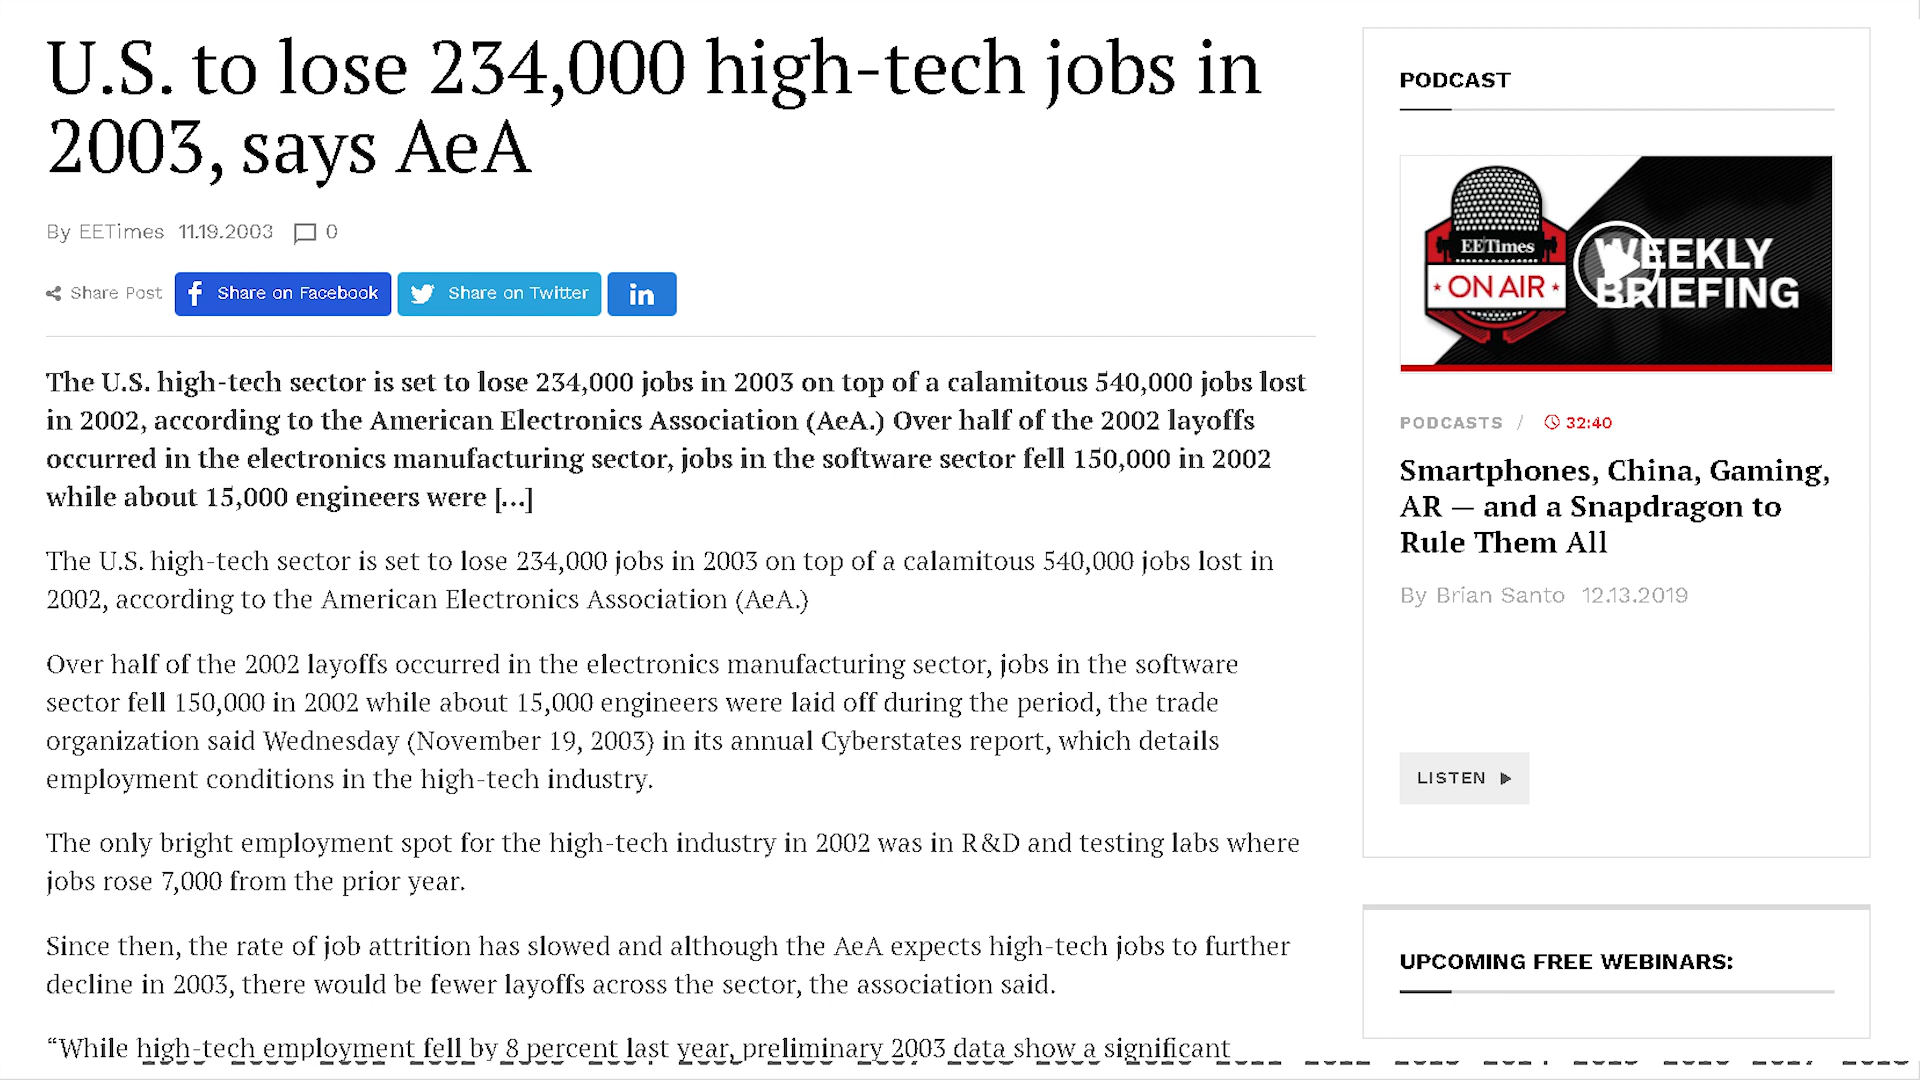 U.S. to lose 234,000 high-tech jobs in
2003, says AeA
By EETimes 11.19.2003 0
Share Post Share on Facebook Share on Twitter in
The U.S. high-tech sector is set to lose 234,000 jobs in 2003 on top of a calamitous 540,000 jobs lost
in 2002, according to the American Electronics Association (AeA.) Over half of the 2002 layoffs
occurred in the electronics manufacturing sector, jobs in the software sector fell 150,000 in 2002
while about 15,000 engineers were [...]
The U.S. high-tech sector is set to lose 234,000 jobs in 2003 on top of a calamitous 540,000 jobs lost in
2002, according to the American Electronics Association (AeA.)
Over half of the 2002 layoffs occurred in the electronics manufacturing sector, jobs in the software
sector fell 150,000 in 2002 while about 15,000 engineers were laid off during the period, the trade
organization said Wednesday (November 19, 2003) in its annual Cyberstates report, which details
employment conditions in the high-tech industry.
The only bright employment spot for the high-tech industry in 2002 was in R&D and testing labs where
jobs rose 7,000 from the prior year.
Since then, the rate of job attrition has slowed and although the AeA expects high-tech jobs to further
decline in 2003, there would be fewer layoffs across the sector, the association said.
“While high-tech employment fell by 8 percent last year, preliminary 2003 data show a significant
PODCAST
EETimes
ON AIR
WEEKLY
BRIEFING
PODCASTS / 32:40
Smartphones, China, Gaming,
AR — and a Snapdragon to
Rule Them All
By Brian Santo 12.13.2019
LISTEN
UPCOMING FREE WEBINARS: